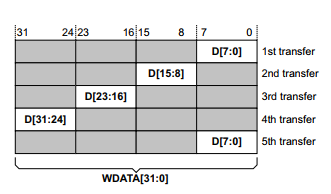 31 24 23 16 15 8 7 0
D[7:0] 1st transfer
D[15:8] 2nd transfer
D[23:16] 3rd transfer
D[31:24] 4th transfer
D[7:0] 5th transfer
WDATA[31:0]